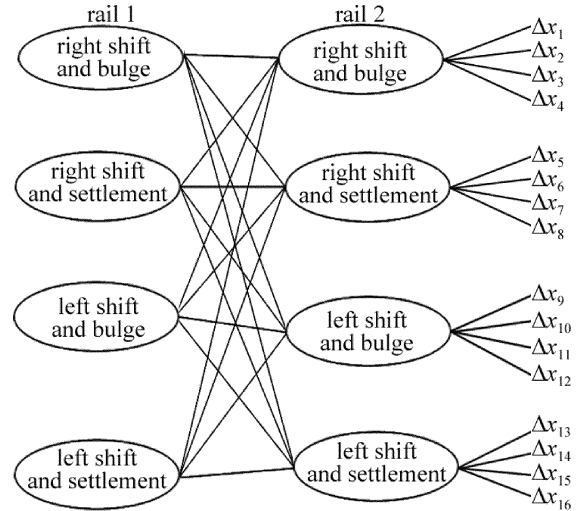 rail 1
rail 2
right shift
and bulge
right shift
and bulge
Δx₁
Δx₂
Δx₃
Δx₄
right shift
and settlement
right shift
and settlement
Δx₅
Δx₆
Δx₇
Δx₈
left shift
and bulge
left shift
and bulge
Δx₉
Δx₁₀
Δx₁₁
Δx₁₂
left shift
and settlement
left shift
and settlement
Δx₁₃
Δx₁₄
Δx₁₅
Δx₁₆